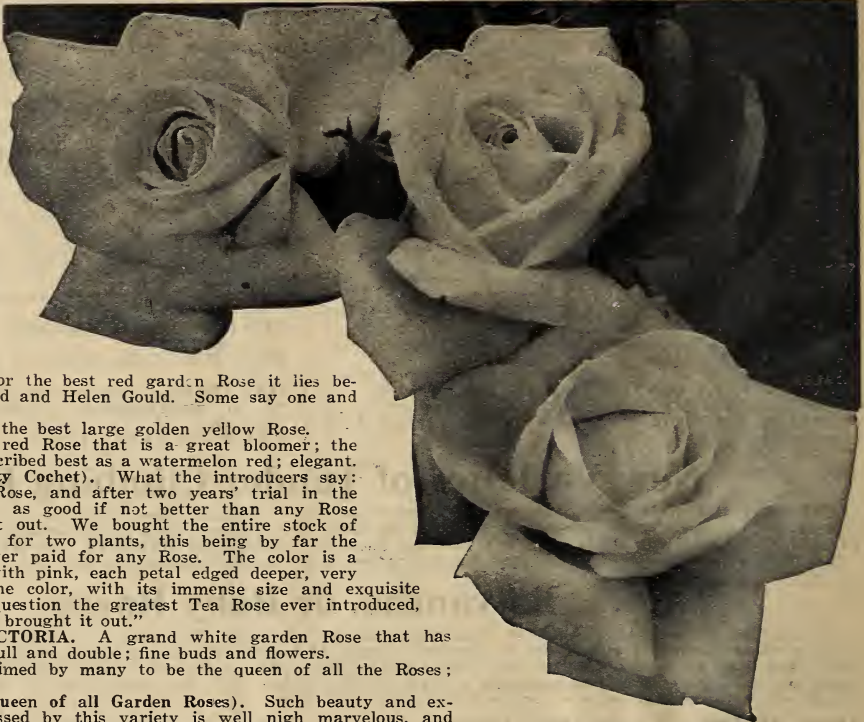 or the best red garden Rose it lies be-
d and Helen Gould. Some say one and
the best large golden yellow Rose.
red Rose that is a great bloomer; the
cribed best as a watermelon red; elegant.
y Cochet). What the introducers say:
Rose, and after two years' trial in the
as good if not better than any Rose
t out. We bought the entire stock of
for two plants, this being by far the
er paid for any Rose. The color is a
ith pink, each petal edged deeper, very
ne color, with its immense size and exquisite
uestion the greatest Tea Rose ever introduced,
brought it out."
CTORIA. A grand white garden Rose that has
ull and double; fine buds and flowers.
imed by many to be the queen of all the Roses;
ueen of all Garden Roses). Such beauty and ex-
ssed by this variety is well nigh marvelous, and